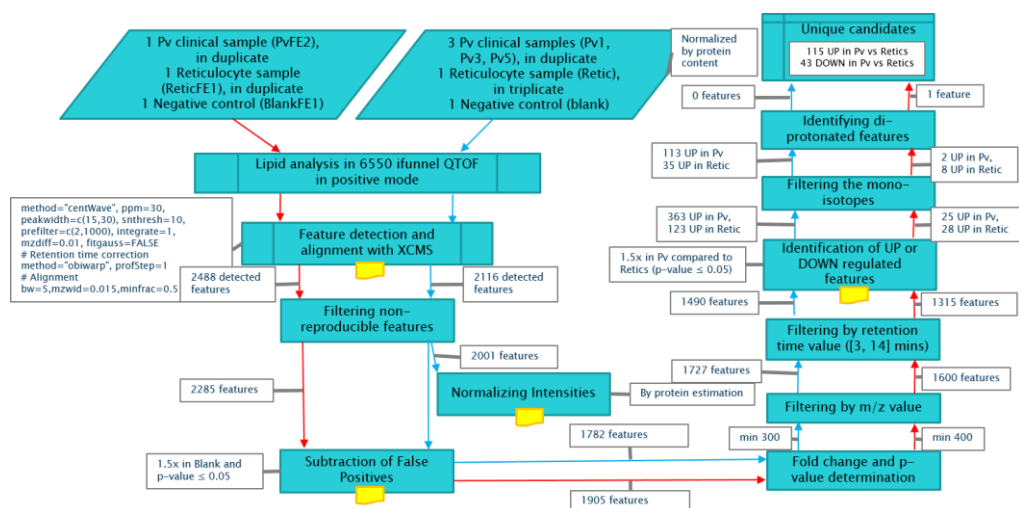 1 Pv clinical sample (PvFE2),
in duplicate
1 Reticulocyte sample
(ReticFE1), in duplicate
1 Negative control (BlankFE1)
3 Pv clinical samples (Pv1,
Pv3, Pv5), in duplicate
1 Reticulocyte sample (Retic),
in triplicate
1 Negative control (blank)
Normalized
by protein
content
Lipid analysis in 6550 ifunnel QTOF
in positive mode
method="centWave", ppm=30,
peakwidth=c(15,30), snthresh=10,
prefilter=c(2,1000), integrate=1,
mzdiff=0.01, fitgauss=FALSE
# Retention time correction
method="obiwarp", profStep=1
# Alignment
bw=5,mzwid=0.015,minfrac=0.5
Feature detection and
alignment with XCMS
2488 detected
features
2116 detected
features
Filtering non-
reproducible features
2001 features
2285 features
Normalizing Intensities
By protein estimation
1.5x in Blank and
p-value ≤ 0.05
Subtraction of False
Positives
1782 features
1905 features
Fold change and p-
value determination
min 300
min 400
Filtering by m/z value
1727 features
1600 features
Filtering by retention
time value ([3, 14] mins)
1490 features
1315 features
1.5x in Pv compared to
Retics (p-value ≤ 0.05)
Identification of UP or
DOWN regulated
features
363 UP in Pv,
123 UP in Retic
25 UP in Pv,
28 UP in Retic
Filtering the mono-
isotopes
113 UP in Pv
35 UP in Retic
2 UP in Pv,
8 UP in Retic
Identifying di-
protonated features
0 features
1 feature
Unique candidates
115 UP in Pv vs Retics
43 DOWN in Pv vs Retics